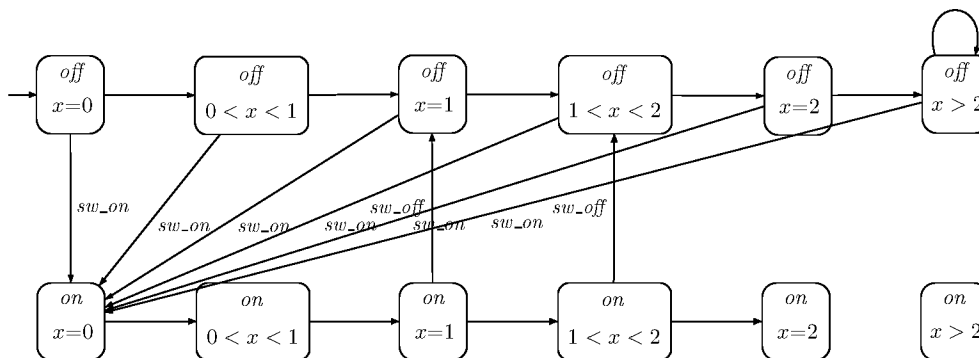 off off off off off off
x=0 0 < x < 1 x=1 1 < x < 2 x=2 x > 2
sw_on sw_on sw_on sw_on sw_off sw_on sw_on sw_off
on on on on on on
x=0 0 < x < 1 x=1 1 < x < 2 x=2 x > 2